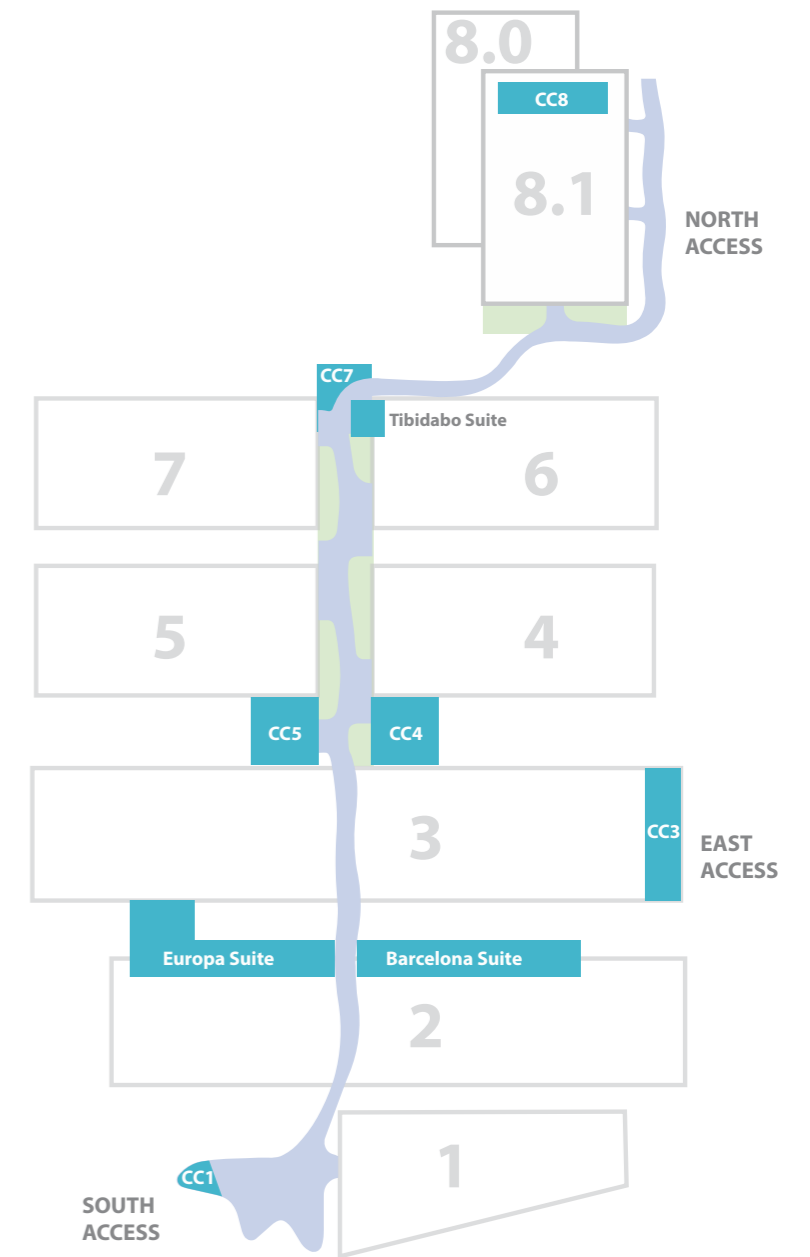 8.0
CC8
8.1
NORTH
ACCESS
CC7
Tibidabo Suite
7
6
5
4
CC5
CC4
3
CC3
EAST
ACCESS
Europa Suite
Barcelona Suite
2
1
CC1
SOUTH
ACCESS